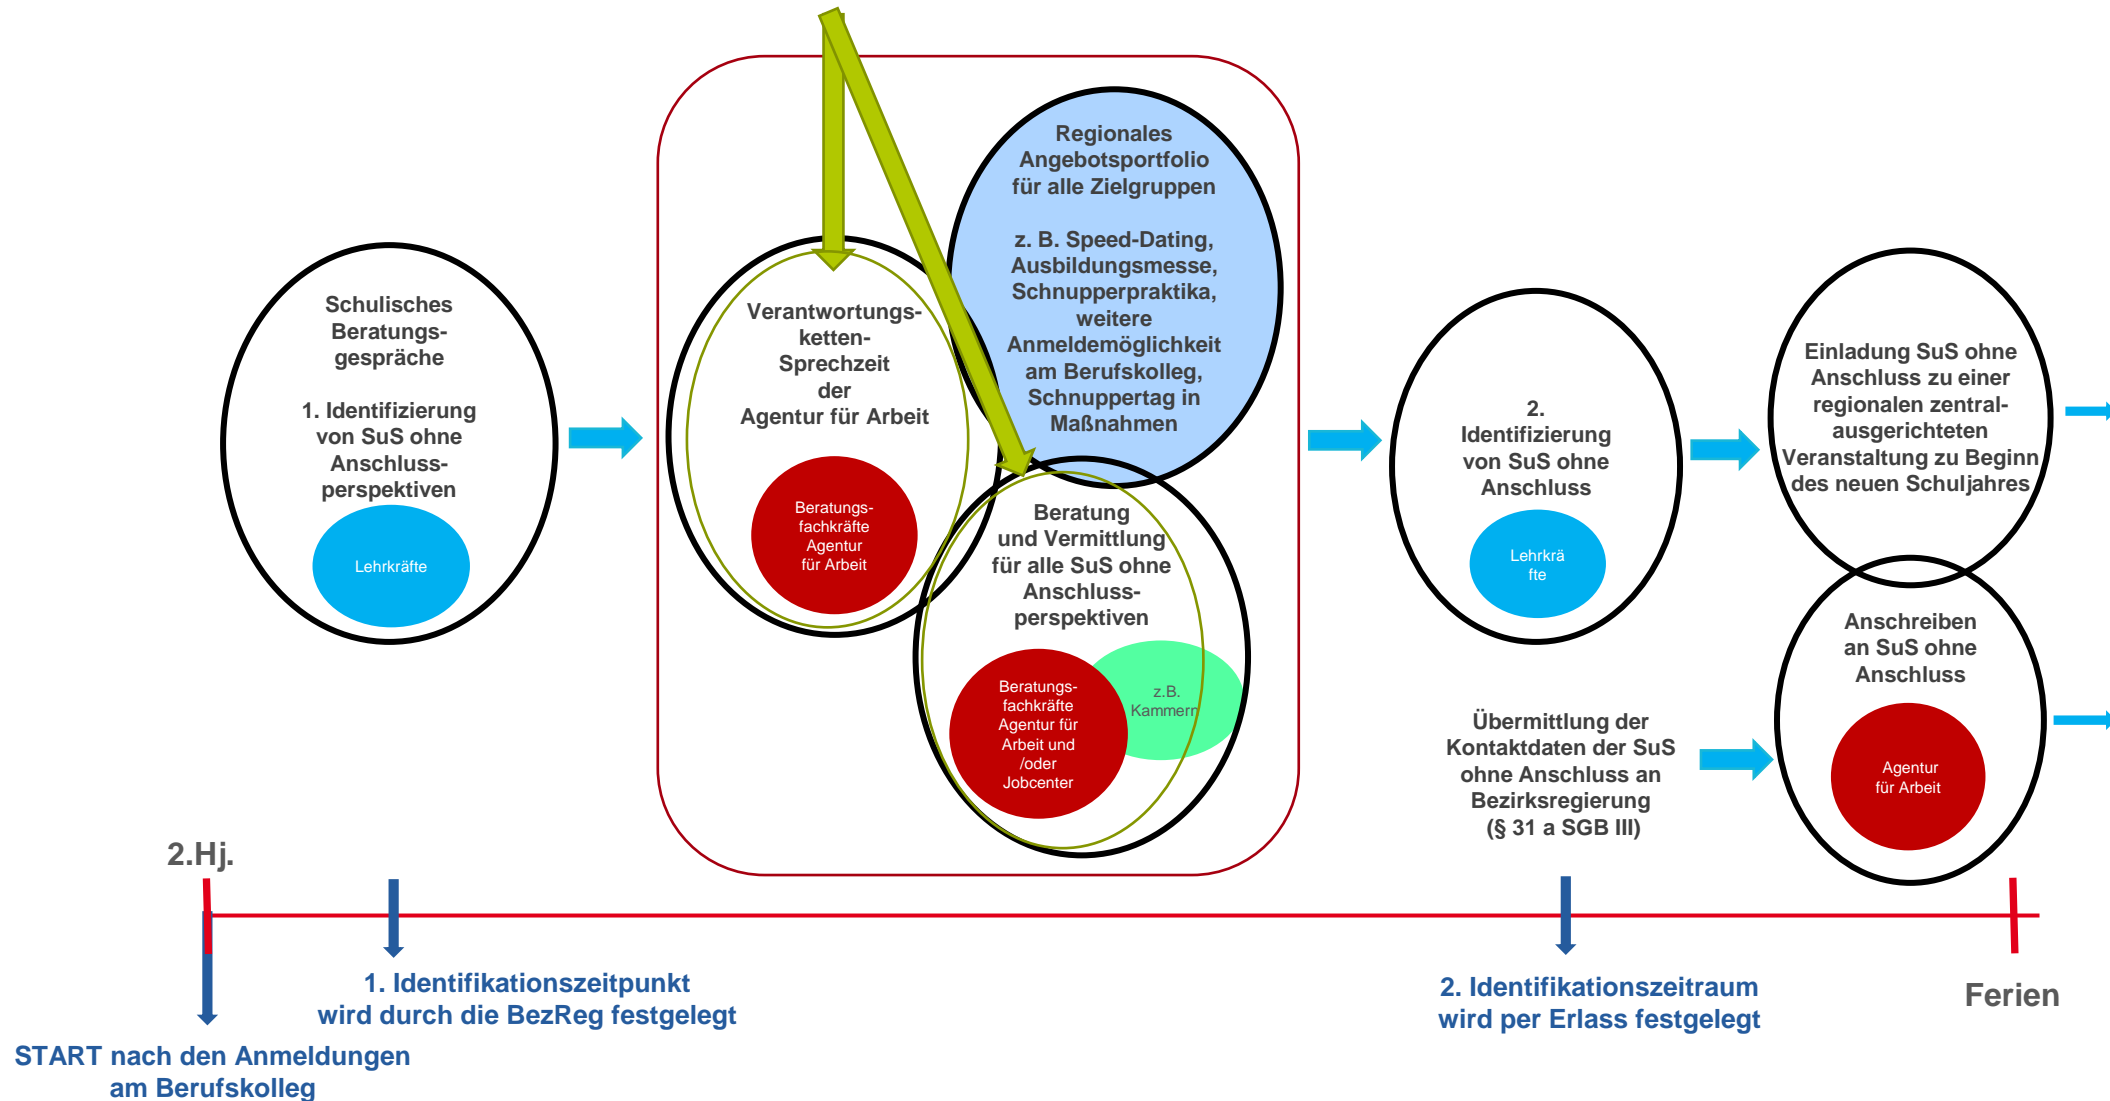 Schulisches
Beratungs-
gespräche
1. Identifizierung
von SuS ohne
Anschluss-
perspektiven
Lehrkräfte
Verantwortungs-
ketten-
Sprechzeit
der
Agentur für Arbeit
Beratungs-
fachkräfte
Agentur
für Arbeit
Regionales
Angebotsportfolio
für alle Zielgruppen
z. B. Speed-Dating,
Ausbildungsmesse,
Schnupperpraktika,
weitere
Anmeldemöglichkeit
am Berufskolleg,
Schnuppertag in
Maßnahmen
Beratung
und Vermittlung
für alle SuS ohne
Anschluss-
perspektiven
Beratungs-
fachkräfte
Agentur für
Arbeit und
/oder
Jobcenter
z.B.
Kammern
2.
Identifizierung
von SuS ohne
Anschluss
Lehrkrä
fte
Übermittlung der
Kontaktdaten der SuS
ohne Anschluss an
Bezirksregierung
(§ 31 a SGB III)
Einladung SuS ohne
Anschluss zu einer
regionalen zentral-
ausgerichteten
Veranstaltung zu Beginn
des neuen Schuljahres
Anschreiben
an SuS ohne
Anschluss
Agentur
für Arbeit
2.Hj.
1. Identifikationszeitpunkt
wird durch die BezReg festgelegt
2. Identifikationszeitraum
wird per Erlass festgelegt
Ferien
START nach den Anmeldungen
am Berufskolleg